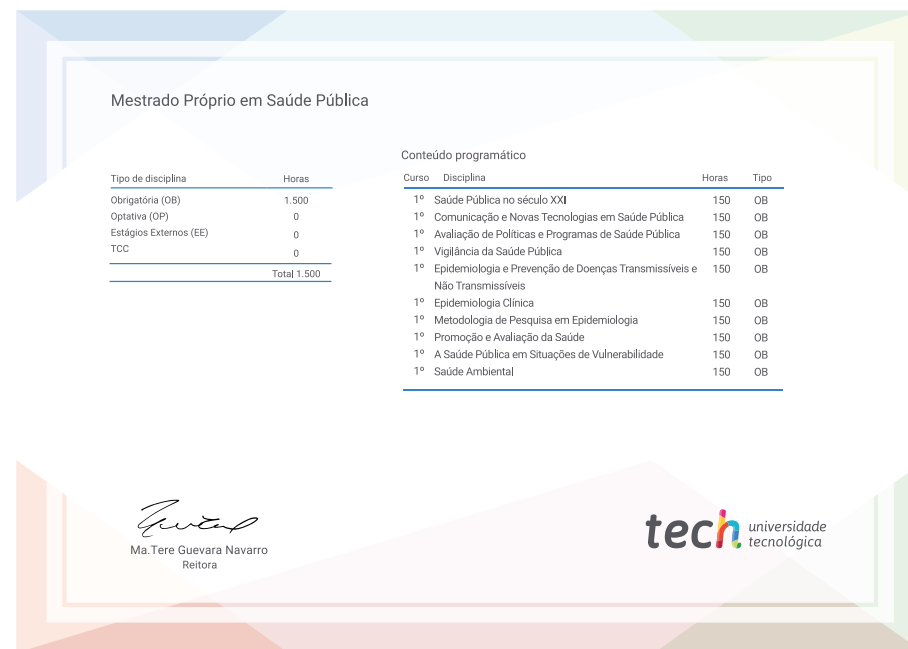 Mestrado Próprio em Saúde Pública
Tipo de disciplina Horas
Obrigatória (OB) 1.500
Optativa (OP) 0
Estágios Externos (EE) 0
TCC 0
Total 1.500
Conteúdo programático
Curso Disciplina Horas Tipo
1º Saúde Pública no século XXI 150 OB
1º Comunicação e Novas Tecnologias em Saúde Pública 150 OB
1º Avaliação de Políticas e Programas de Saúde Pública 150 OB
1º Vigilância da Saúde Pública 150 OB
1º Epidemiologia e Prevenção de Doenças Transmissíveis e 150 OB
Não Transmissíveis
1º Epidemiologia Clínica 150 OB
1º Metodologia de Pesquisa em Epidemiologia 150 OB
1º Promoção e Avaliação da Saúde 150 OB
1º A Saúde Pública em Situações de Vulnerabilidade 150 OB
1º Saúde Ambiental 150 OB
Ma.Tere Guevara Navarro
Reitora
tech universidade
tecnológica